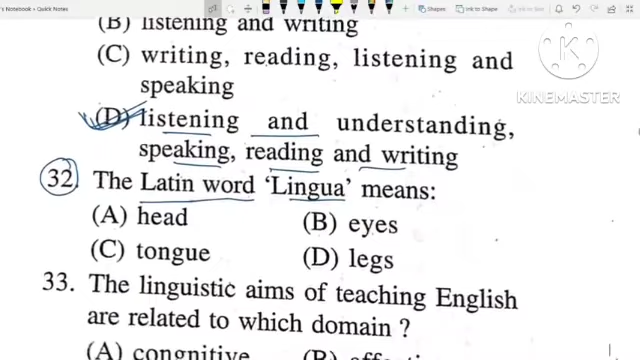 's Notebook » Quick Notes
Shapes
Ink to Shape
KINEMASTER
(B) listening and writing
(C) writing, reading, listening and
speaking
(D) listening and understanding,
speaking, reading and writing
32. The Latin word ‘Lingua’ means:
(A) head (B) eyes
(C) tongue (D) legs
33. The linguistic aims of teaching English
are related to which domain ?
(A) congnitive (B)